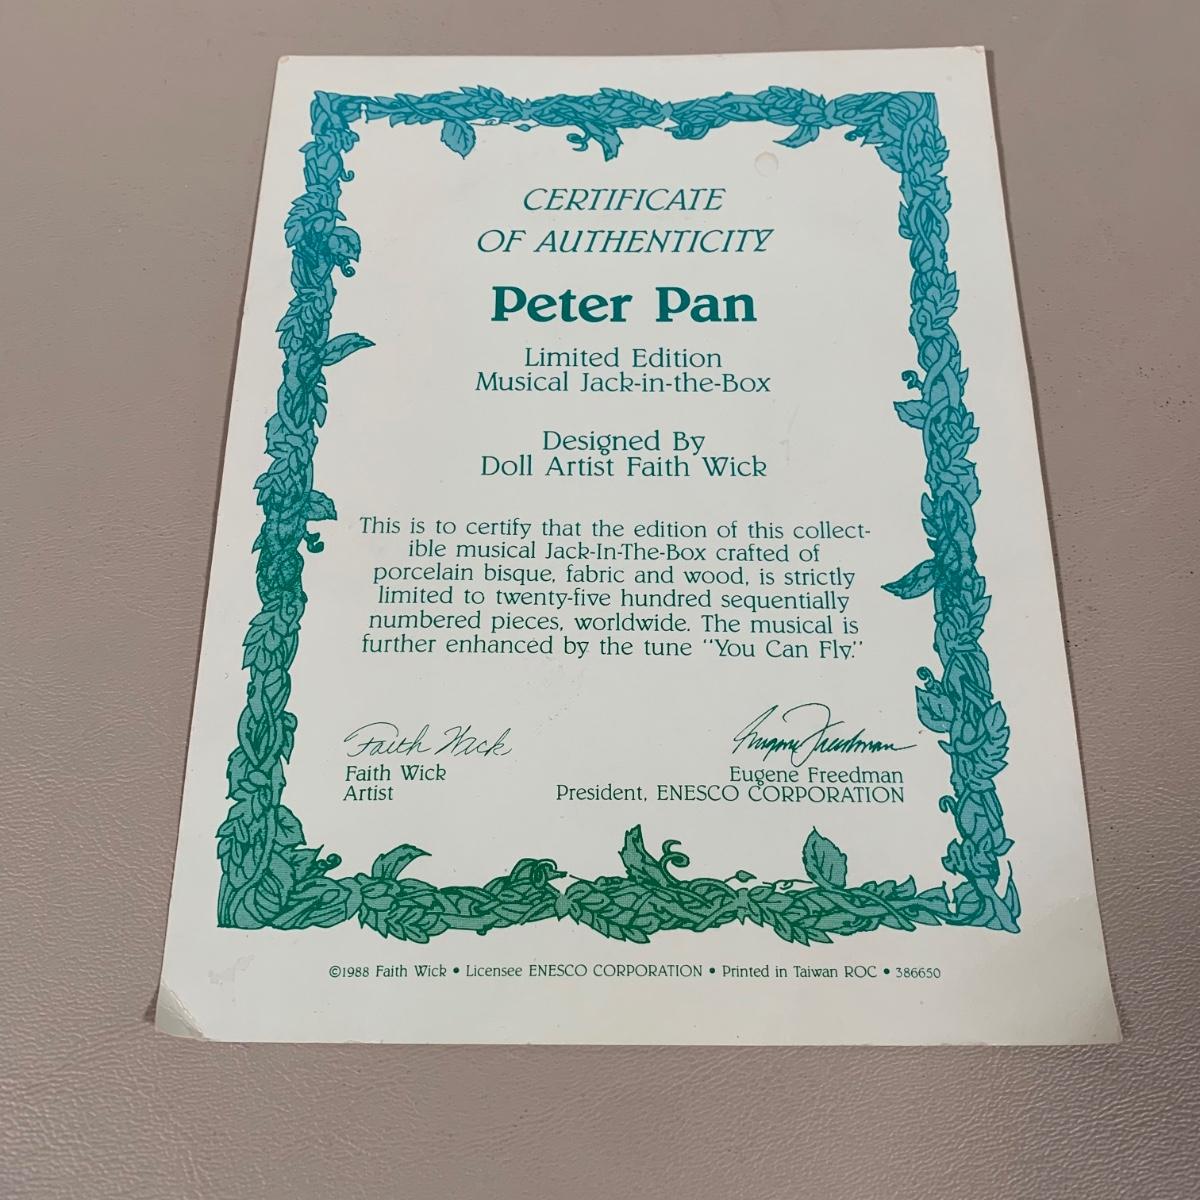 CERTIFICATE
OF AUTHENTICITY
Peter Pan
Limited Edition
Musical Jack-in-the-Box
Designed By
Doll Artist Faith Wick
This is to certify that the edition of this collect-
ible musical Jack-In-The-Box crafted of
porcelain bisque, fabric and wood, is strictly
limited to twenty-five hundred sequentially
numbered pieces, worldwide. The musical is
further enhanced by the tune "You Can Fly."
Faith Wick
Eugene Freedman
Faith Wick
Eugene Freedman
Artist
President, ENESCO CORPORATION
©1988 Faith Wick • Licensee ENESCO CORPORATION • Printed in Taiwan ROC • 386650